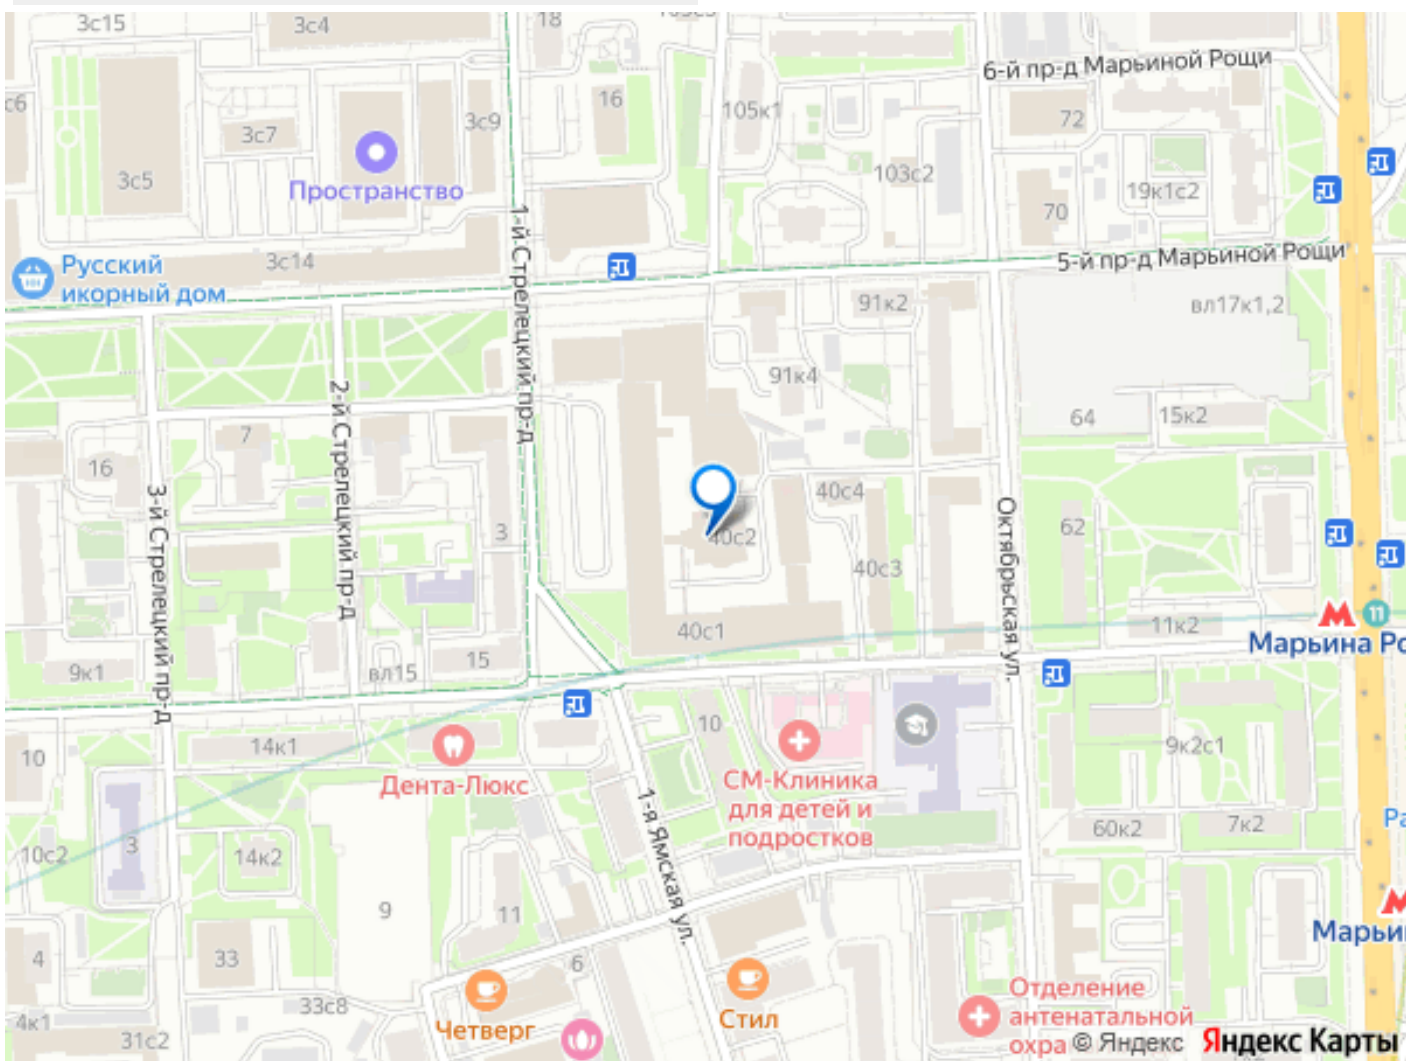 3с15
3с4
18
6-й пр-д Марьиной Рощи
с6
3с7
3с9
16
105к1
72
Пространство
3с5
103с2
19к1с2
70
1-й Стрелецкий пр-д
5-й пр-д Марьиной Рощи
Русский
икорный дом
3с14
91к2
вл17к1,2
91к4
2-й Стрелецкий пр-д
64
15к2
7
16
3-й Стрелецкий пр-д
40с4
Октябрьская ул.
3
40с2
62
40с3
40с1
11к2
11
Марьина Ро
9к1
вл15
15
10
14к1
10
9к2с1
Дента-Люкс
СМ-Клиника
для детей и
подростков
1-я Ямская ул.
60к2
7к2
Ра
10с2
3
14к2
9
11
4
33
6
Марьи
33с8
Четверг
Стил
Отделение
антенатальной
охра
4к1
31с2
© Яндекс Яндекс Карты